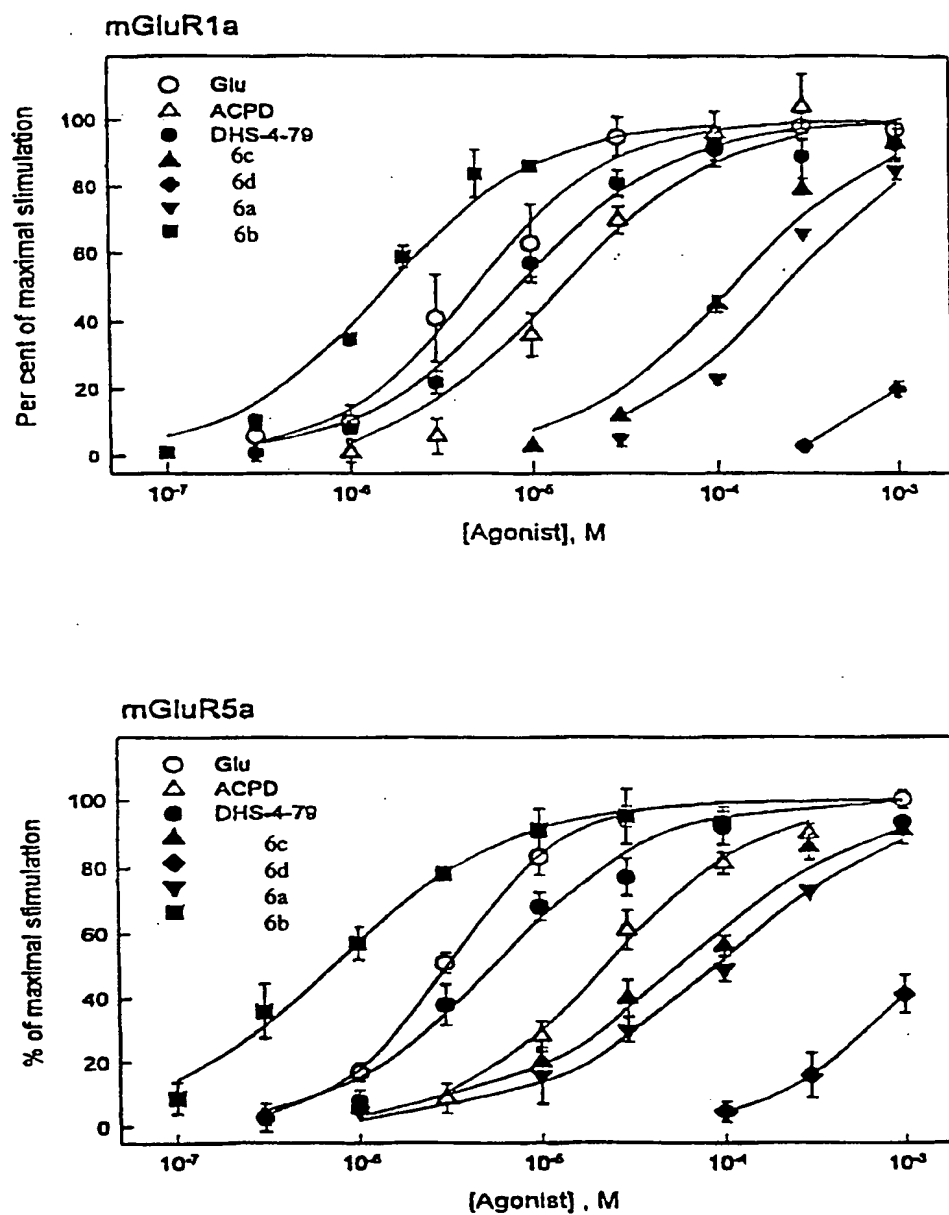 mGluR1a
Glu
ACPD
DHS-4-79
6c
6d
6a
6b
Per cent of maximal stimulation
100
80
60
40
20
0
10-7
10-6
10-5
10-4
10-3
[Agonist], M
mGluR5a
Glu
ACPD
DHS-4-79
6c
6d
6a
6b
% of maximal stimulation
100
80
60
40
20
0
10-7
10-6
10-5
10-4
10-3
[Agonist], M